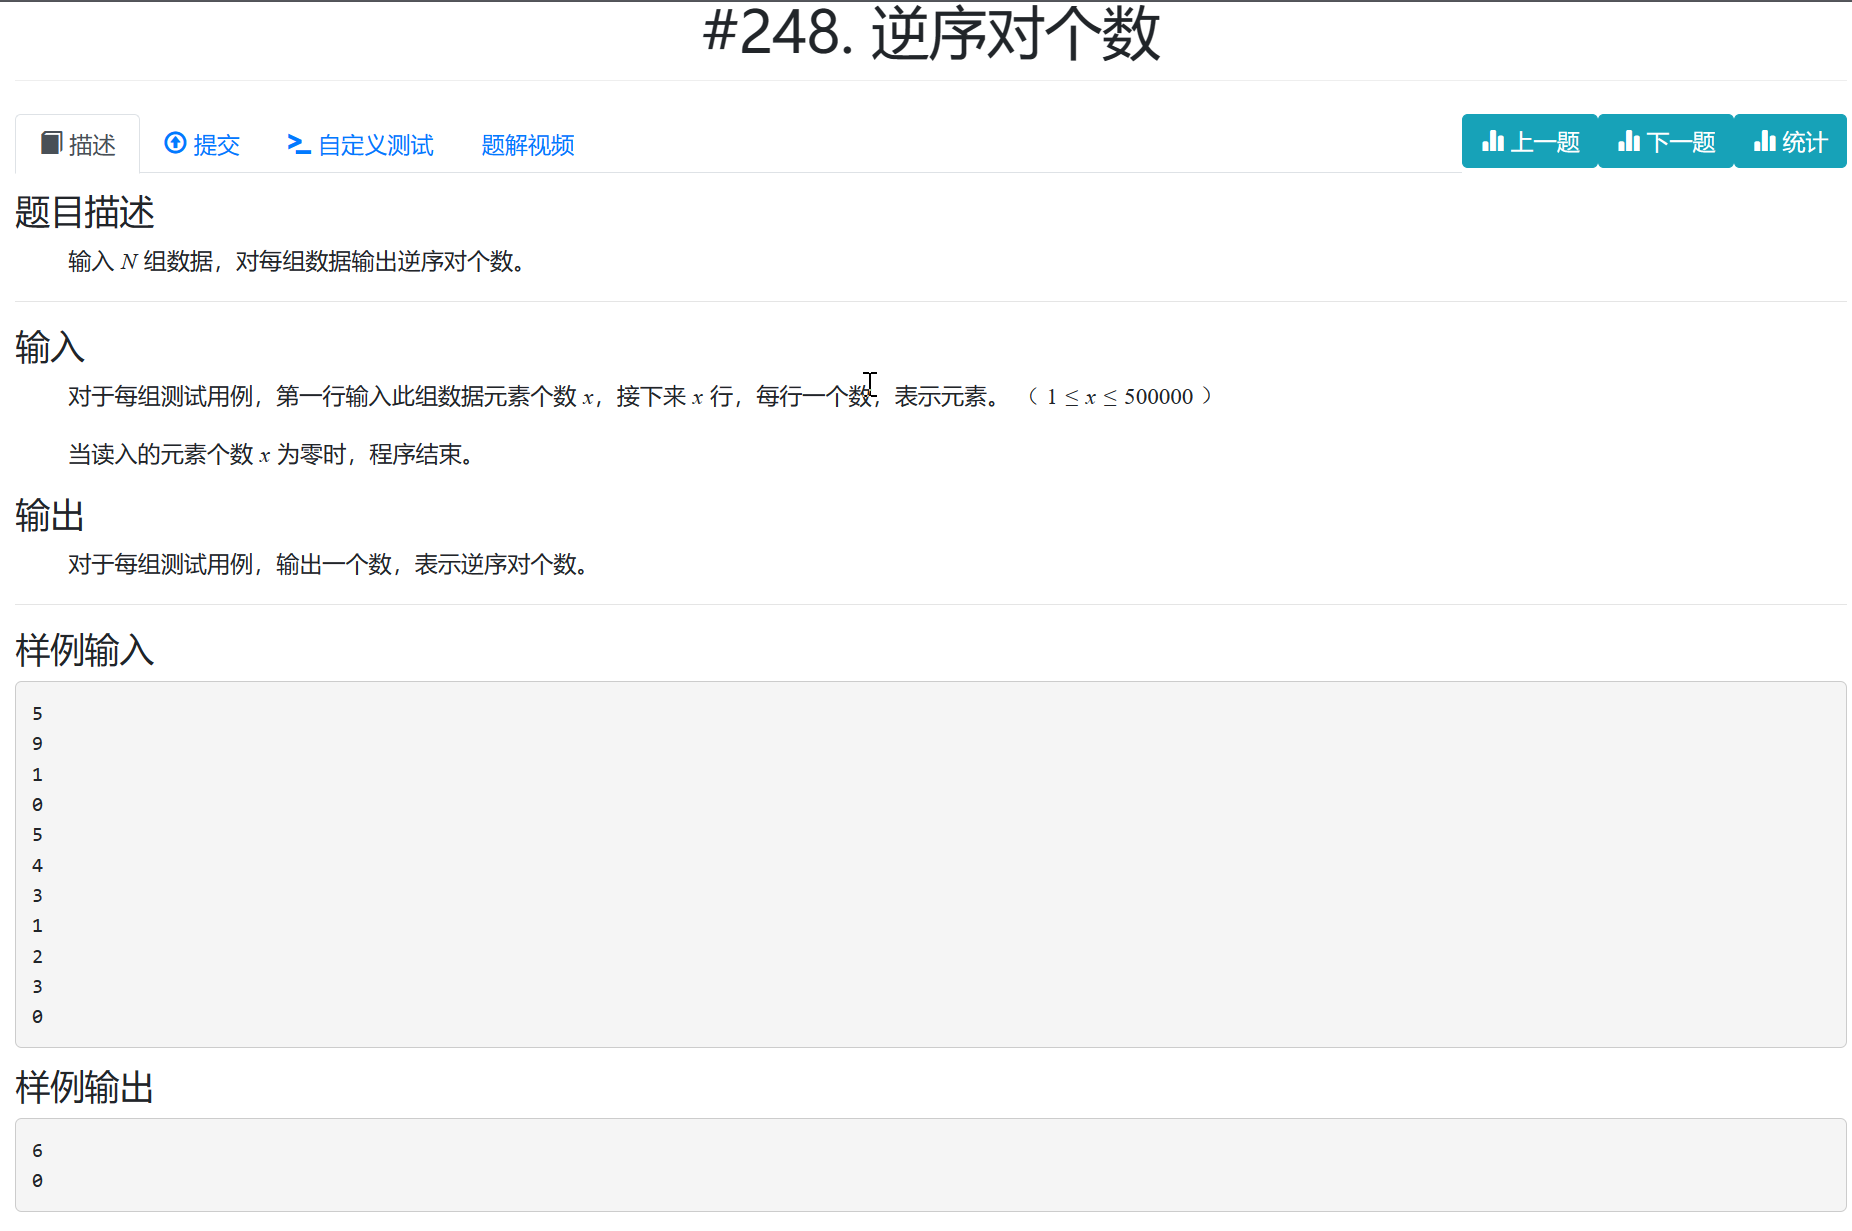 #248. 逆序对个数
描述 提交 自定义测试 题解视频 上一题 下一题 统计
题目描述
输入 N 组数据，对每组数据输出逆序对个数。
输入
对于每组测试用例，第一行输入此组数据元素个数 x，接下来 x 行，每行一个数，表示元素。（ 1 ≤ x ≤ 500000 ）
当读入的元素个数 x 为零时，程序结束。
输出
对于每组测试用例，输出一个数，表示逆序对个数。
样例输入
5
9
1
0
5
4
3
1
2
3
0
样例输出
6
0